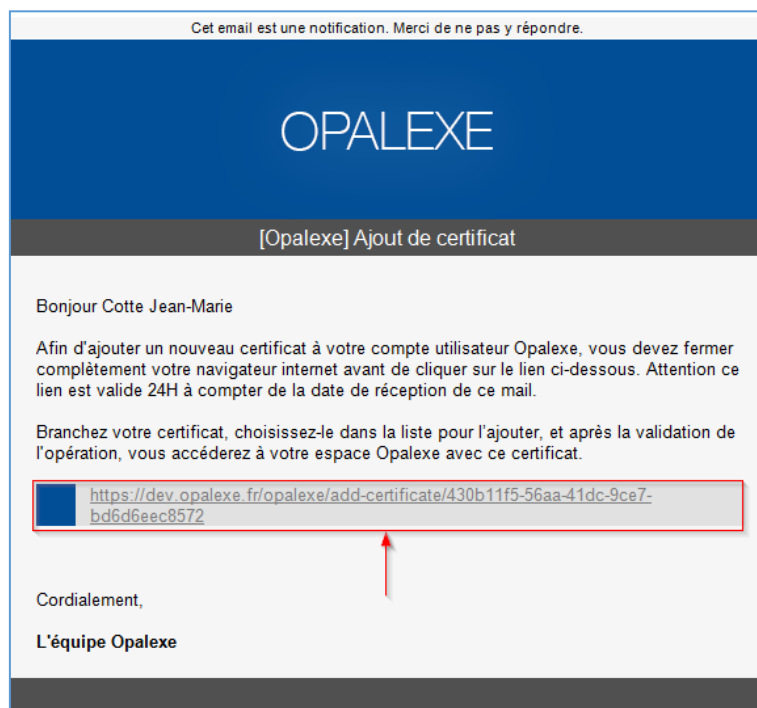 Cet email est une notification. Merci de ne pas y répondre.
OPALEXE
[Opalexe] Ajout de certificat
Bonjour Cotte Jean-Marie
Afin d'ajouter un nouveau certificat à votre compte utilisateur Opalexe, vous devez fermer
complètement votre navigateur internet avant de cliquer sur le lien ci-dessous. Attention ce
lien est valide 24H à compter de la date de réception de ce mail.
Branchez votre certificat, choisissez-le dans la liste pour l'ajouter, et après la validation de
l'opération, vous accéderez à votre espace Opalexe avec ce certificat.
https://dev.opalexe.fr/opalexe/add-certificate/430b11f5-56aa-41dc-9ce7-
bd6d6eec8572
Cordialement,
L'équipe Opalexe